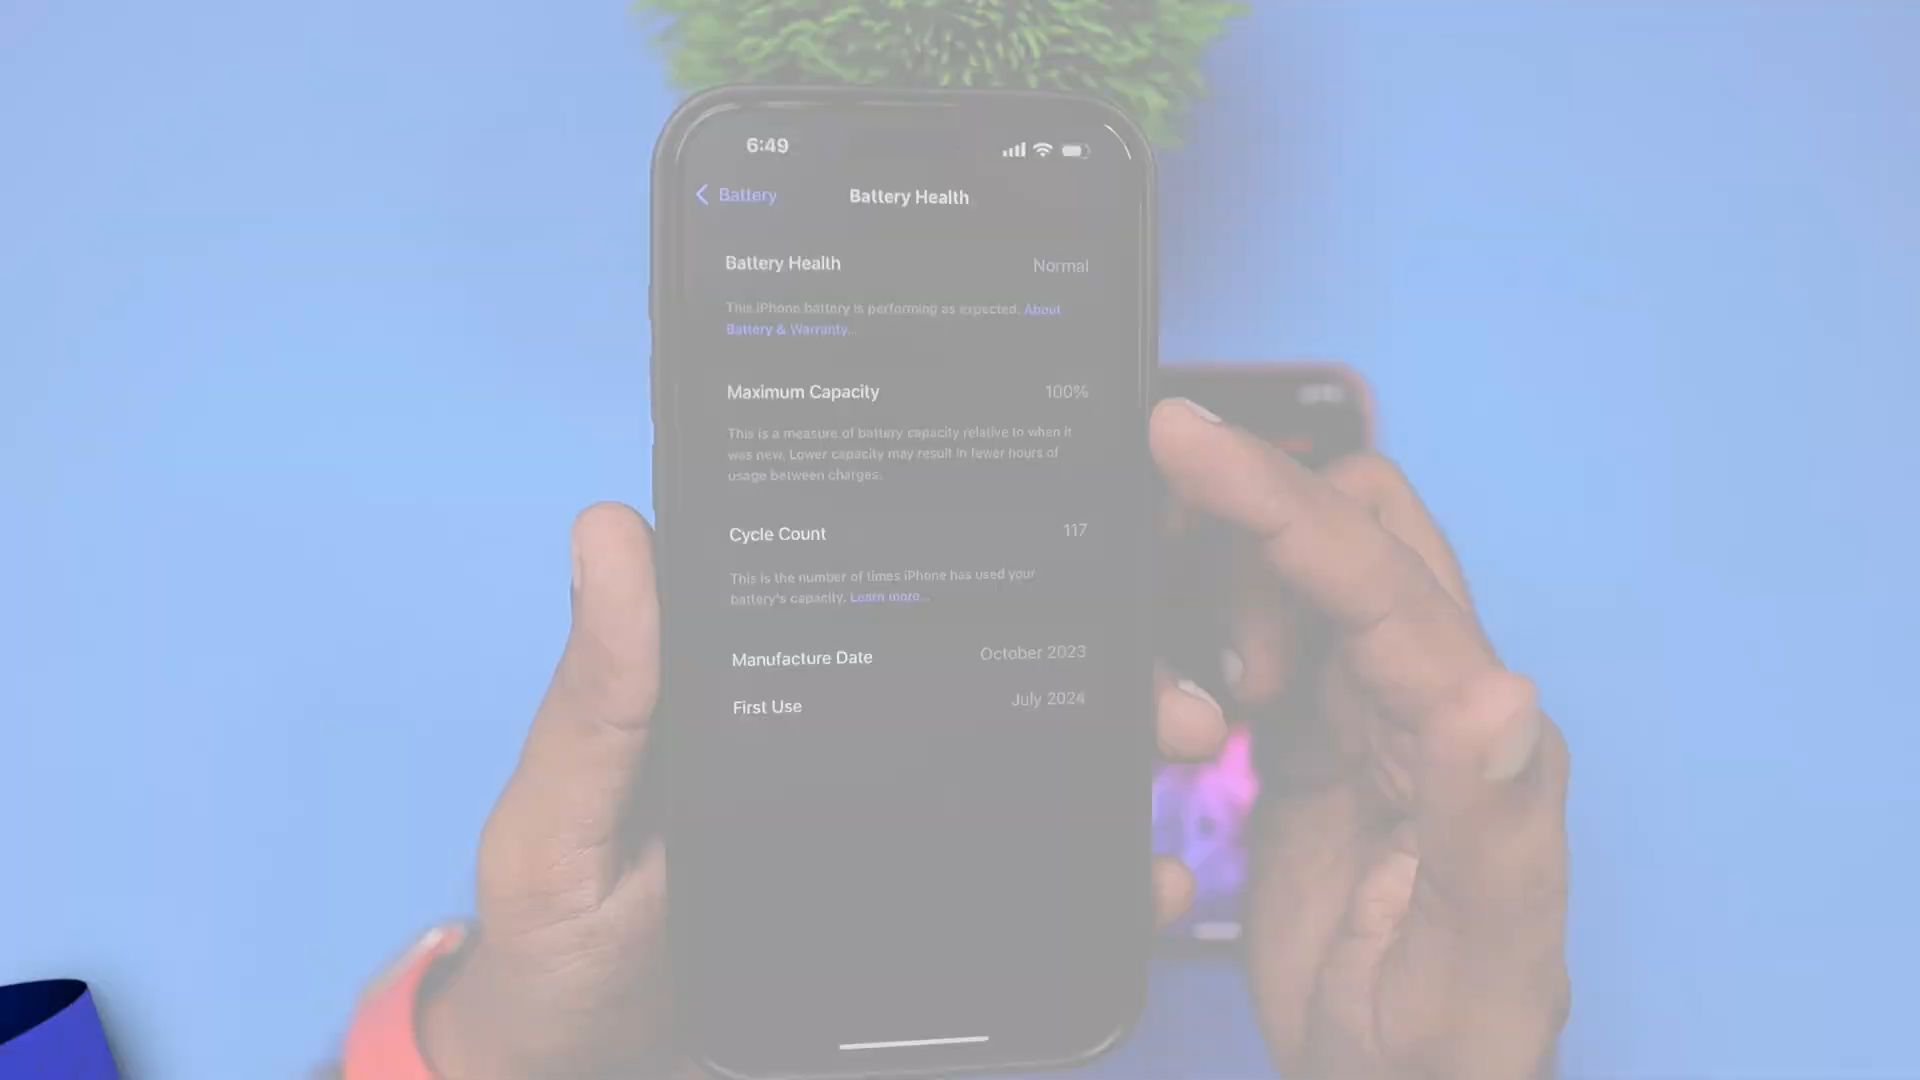 6:49
Battery
Battery Health
Battery Health Normal
This iPhone battery is performing as expected. About
Battery & Warranty...
Maximum Capacity 100%
This is a measure of battery capacity relative to when it
was new. Lower capacity may result in fewer hours of
usage between charges.
Cycle Count 117
This is the number of times iPhone has used your
battery's capacity. Learn more...
Manufacture Date October 2023
First Use July 2024